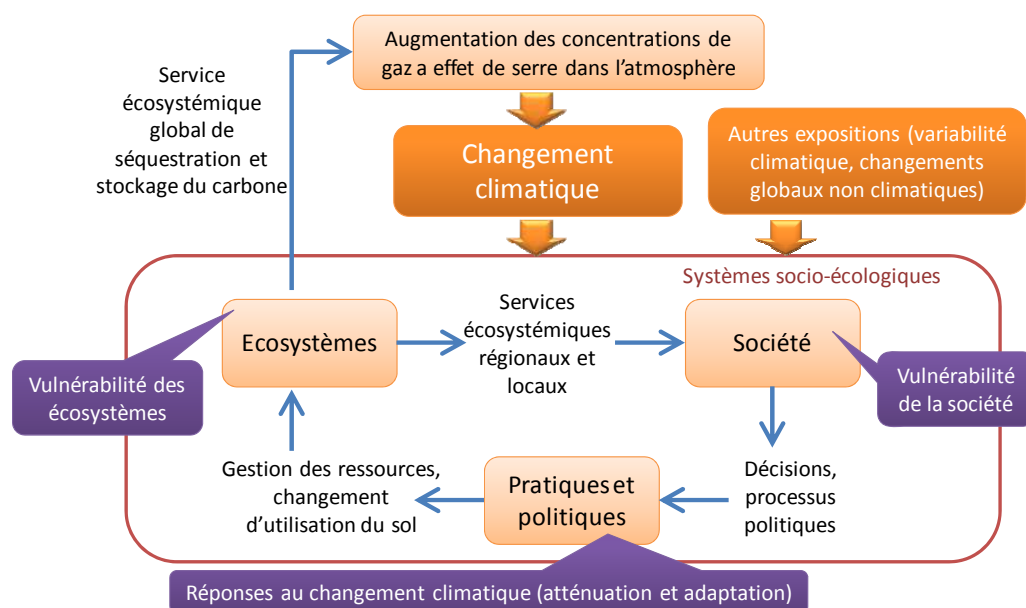 Augmentation des concentrations de
gaz a effet de serre dans l'atmosphère
Service
écosystémique
global de
séquestration et
stockage du carbone
Changement
climatique
Autres expositions (variabilité
climatique, changements
globaux non climatiques)
Systèmes socio-écologiques
Ecosystèmes
Services
écosystémiques
régionaux et
locaux
Société
Vulnérabilité des
écosystèmes
Vulnérabilité
de la société
Gestion des ressources,
changement
d'utilisation du sol
Pratiques et
politiques
Décisions,
processus
politiques
Réponses au changement climatique (atténuation et adaptation)